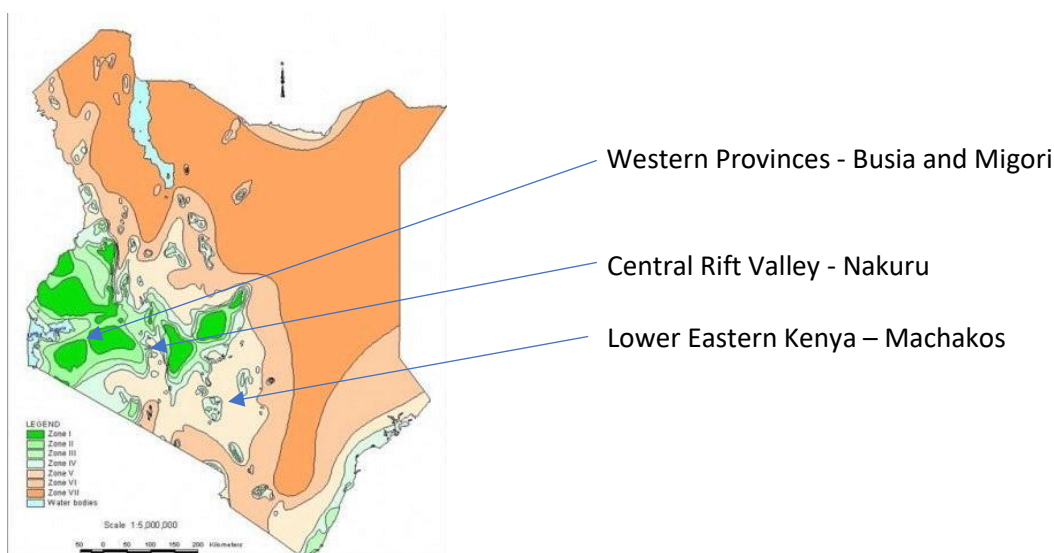 Western Provinces - Busia and Migori
Central Rift Valley - Nakuru
Lower Eastern Kenya – Machakos
LEGEND
Zone I
Zone II
Zone III
Zone IV
Zone V
Zone VI
Zone VII
Water bodies
Scale 1:5,000,000
50 0 50 100 150 200 Kilometers